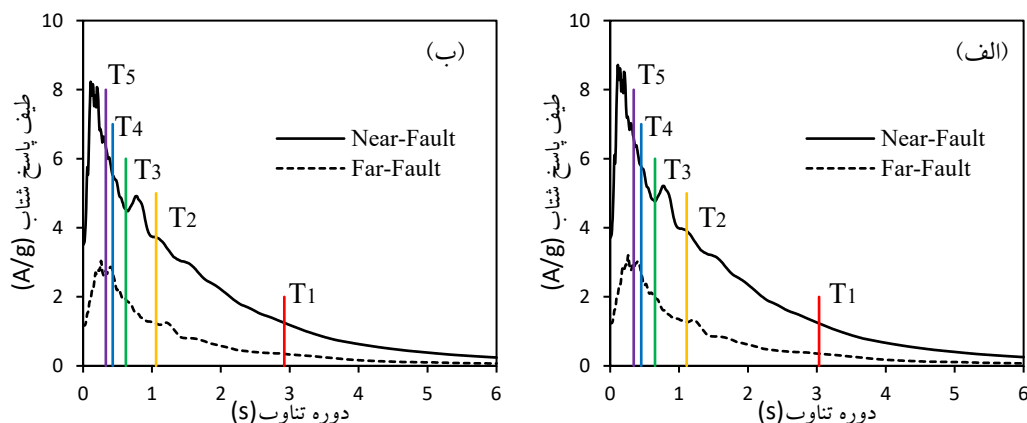 (الف)
10
8
6
4
2
0
طیف پاسخ شتاب (A/g)
T5
T4
T3
T2
T1
Near-Fault
Far-Fault
0 1 2 3 4 5 6
دوره تناوب(s)
(ب)
10
8
6
4
2
0
طیف پاسخ شتاب (A/g)
T5
T4
T3
T2
T1
Near-Fault
Far-Fault
0 1 2 3 4 5 6
دوره تناوب(s)